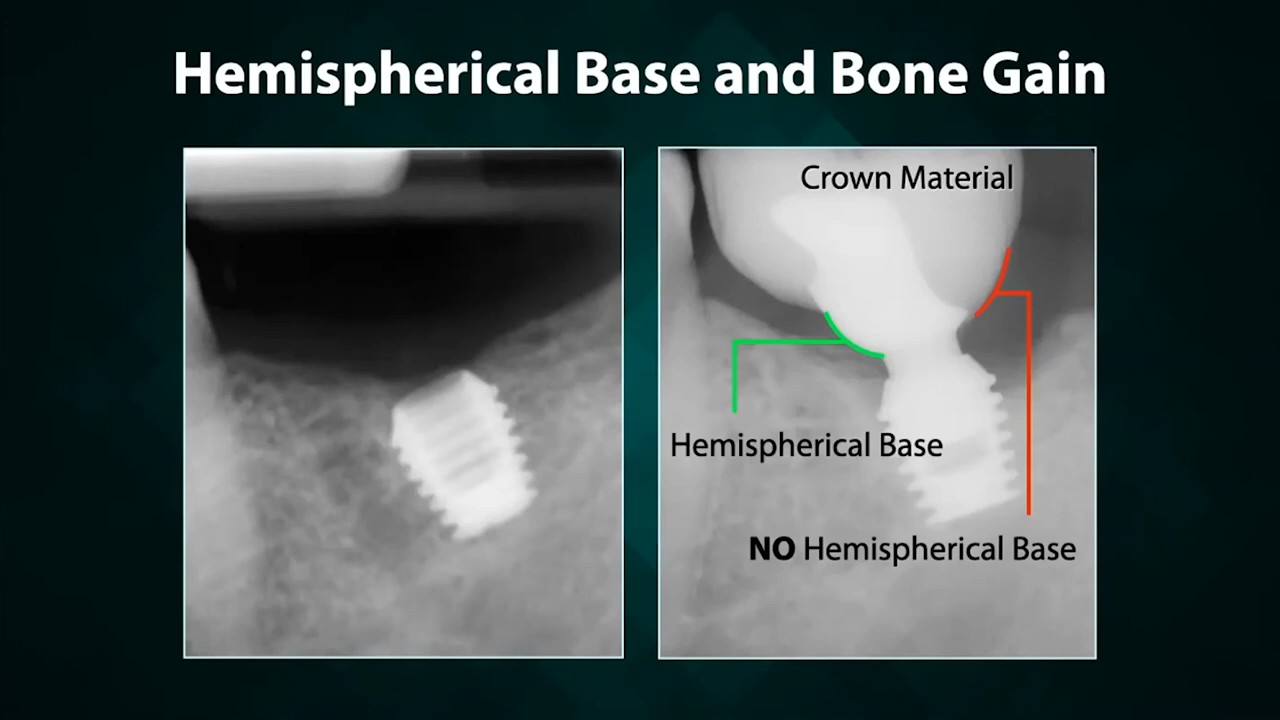 Hemispherical Base and Bone Gain
Crown Material
Hemispherical Base
NO Hemispherical Base